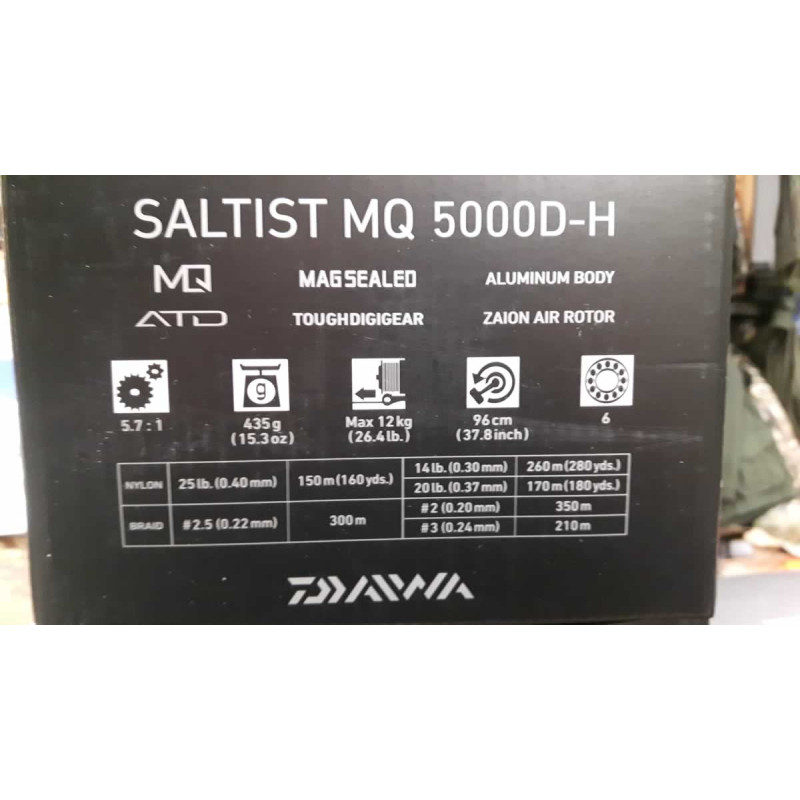 SALTIST MQ 5000D-H
MQ MAGSEALED ALUMINUM BODY
ATD TOUGHDIGIGEAR ZAION AIR ROTOR
g
5.7 : 1 435g Max 12kg 96cm 6
(15.3oz) (26.4lb.) (37.8inch)
NYLON 25lb. (0.40mm) 150m(160yds.) 14lb. (0.30mm) 260m(280yds.)
20lb. (0.37mm) 170m(180yds.)
BRAID #2.5 (0.22mm) 300m #2 (0.20mm) 350m
#3 (0.24mm) 210m
DAIWA